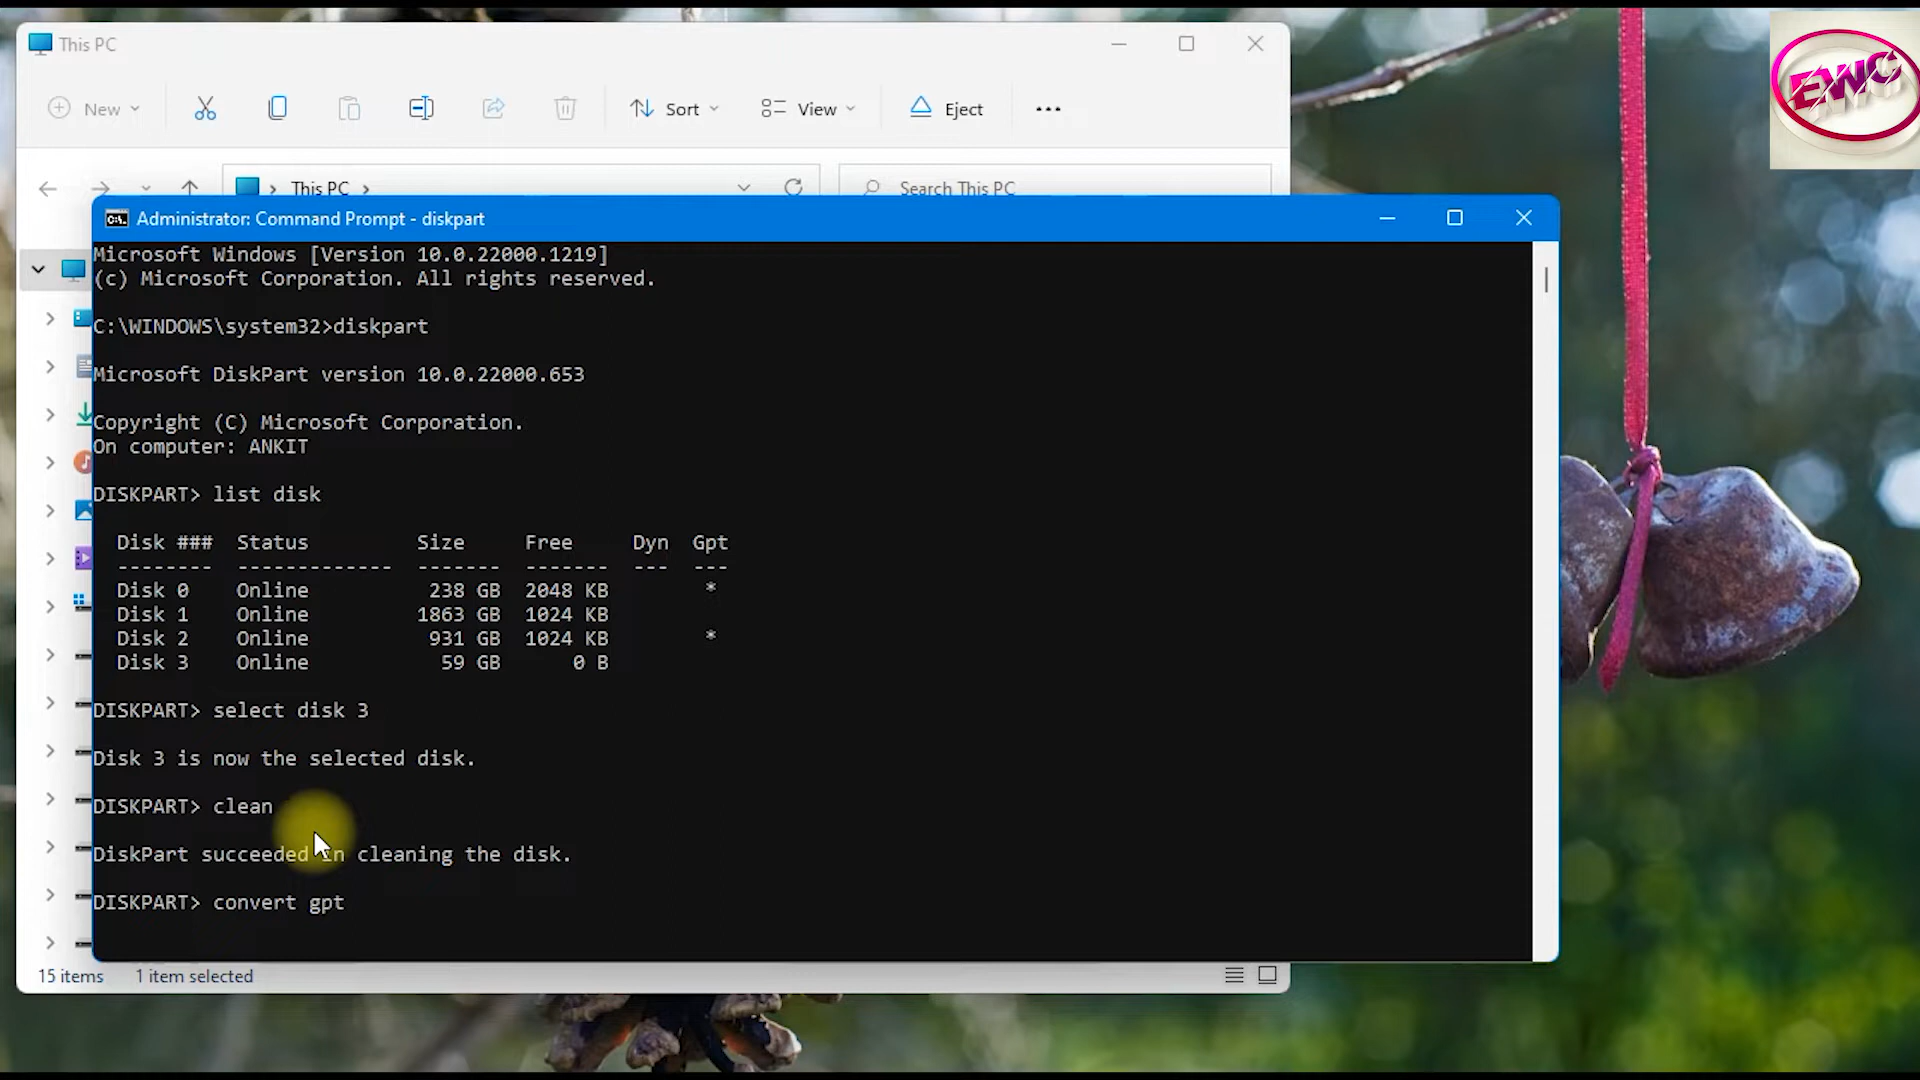 This PC
New
Sort
View
Eject
This PC
Search This PC
Administrator: Command Prompt - diskpart
Microsoft Windows [Version 10.0.22000.1219]
(c) Microsoft Corporation. All rights reserved.
C:\WINDOWS\system32>diskpart
Microsoft DiskPart version 10.0.22000.653
Copyright (C) Microsoft Corporation.
On computer: ANKIT
DISKPART> list disk
Disk ### Status Size Free Dyn Gpt
-------- ------------- ------- ------- --- ---
Disk 0 Online 238 GB 2048 KB *
Disk 1 Online 1863 GB 1024 KB
Disk 2 Online 931 GB 1024 KB *
Disk 3 Online 59 GB 0 B
DISKPART> select disk 3
Disk 3 is now the selected disk.
DISKPART> clean
DiskPart succeeded in cleaning the disk.
DISKPART> convert gpt
15 items 1 item selected
EWC